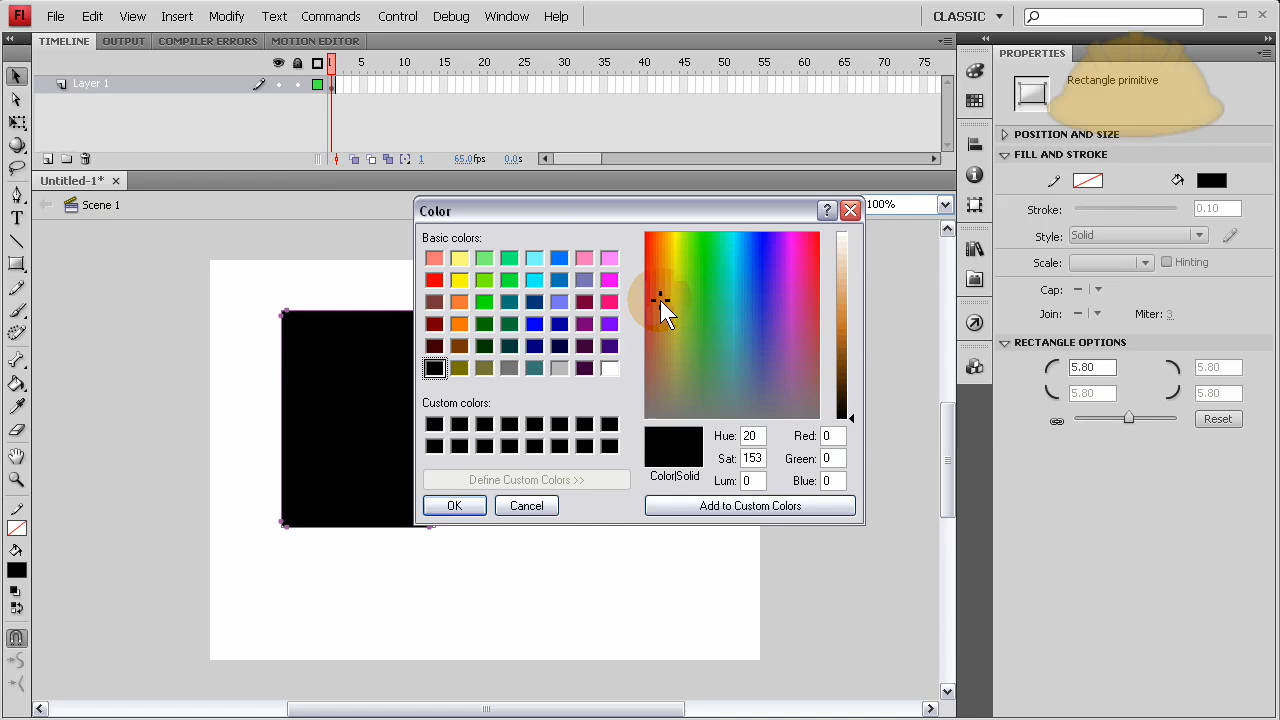 Fl File Edit View Insert Modify Text Commands Control Debug Window Help CLASSIC
TIMELINE OUTPUT COMPILER ERRORS MOTION EDITOR
1 5 10 15 20 25 30 35 40 45 50 55 60 65 70 75
Layer 1
1 65.0fps 0.0s
Untitled-1*
Scene 1
100%
Color
Basic colors:
Custom colors:
Define Custom Colors >>
OK Cancel
Hue: 20 Red: 0
Sat: 153 Green: 0
Color|Solid
Lum: 0 Blue: 0
Add to Custom Colors
PROPERTIES
Rectangle primitive
POSITION AND SIZE
FILL AND STROKE
Stroke: 0.10
Style: Solid
Scale: Hinting
Cap:
Join: Miter: 3
RECTANGLE OPTIONS
5.80 5.80
5.80 5.80
Reset